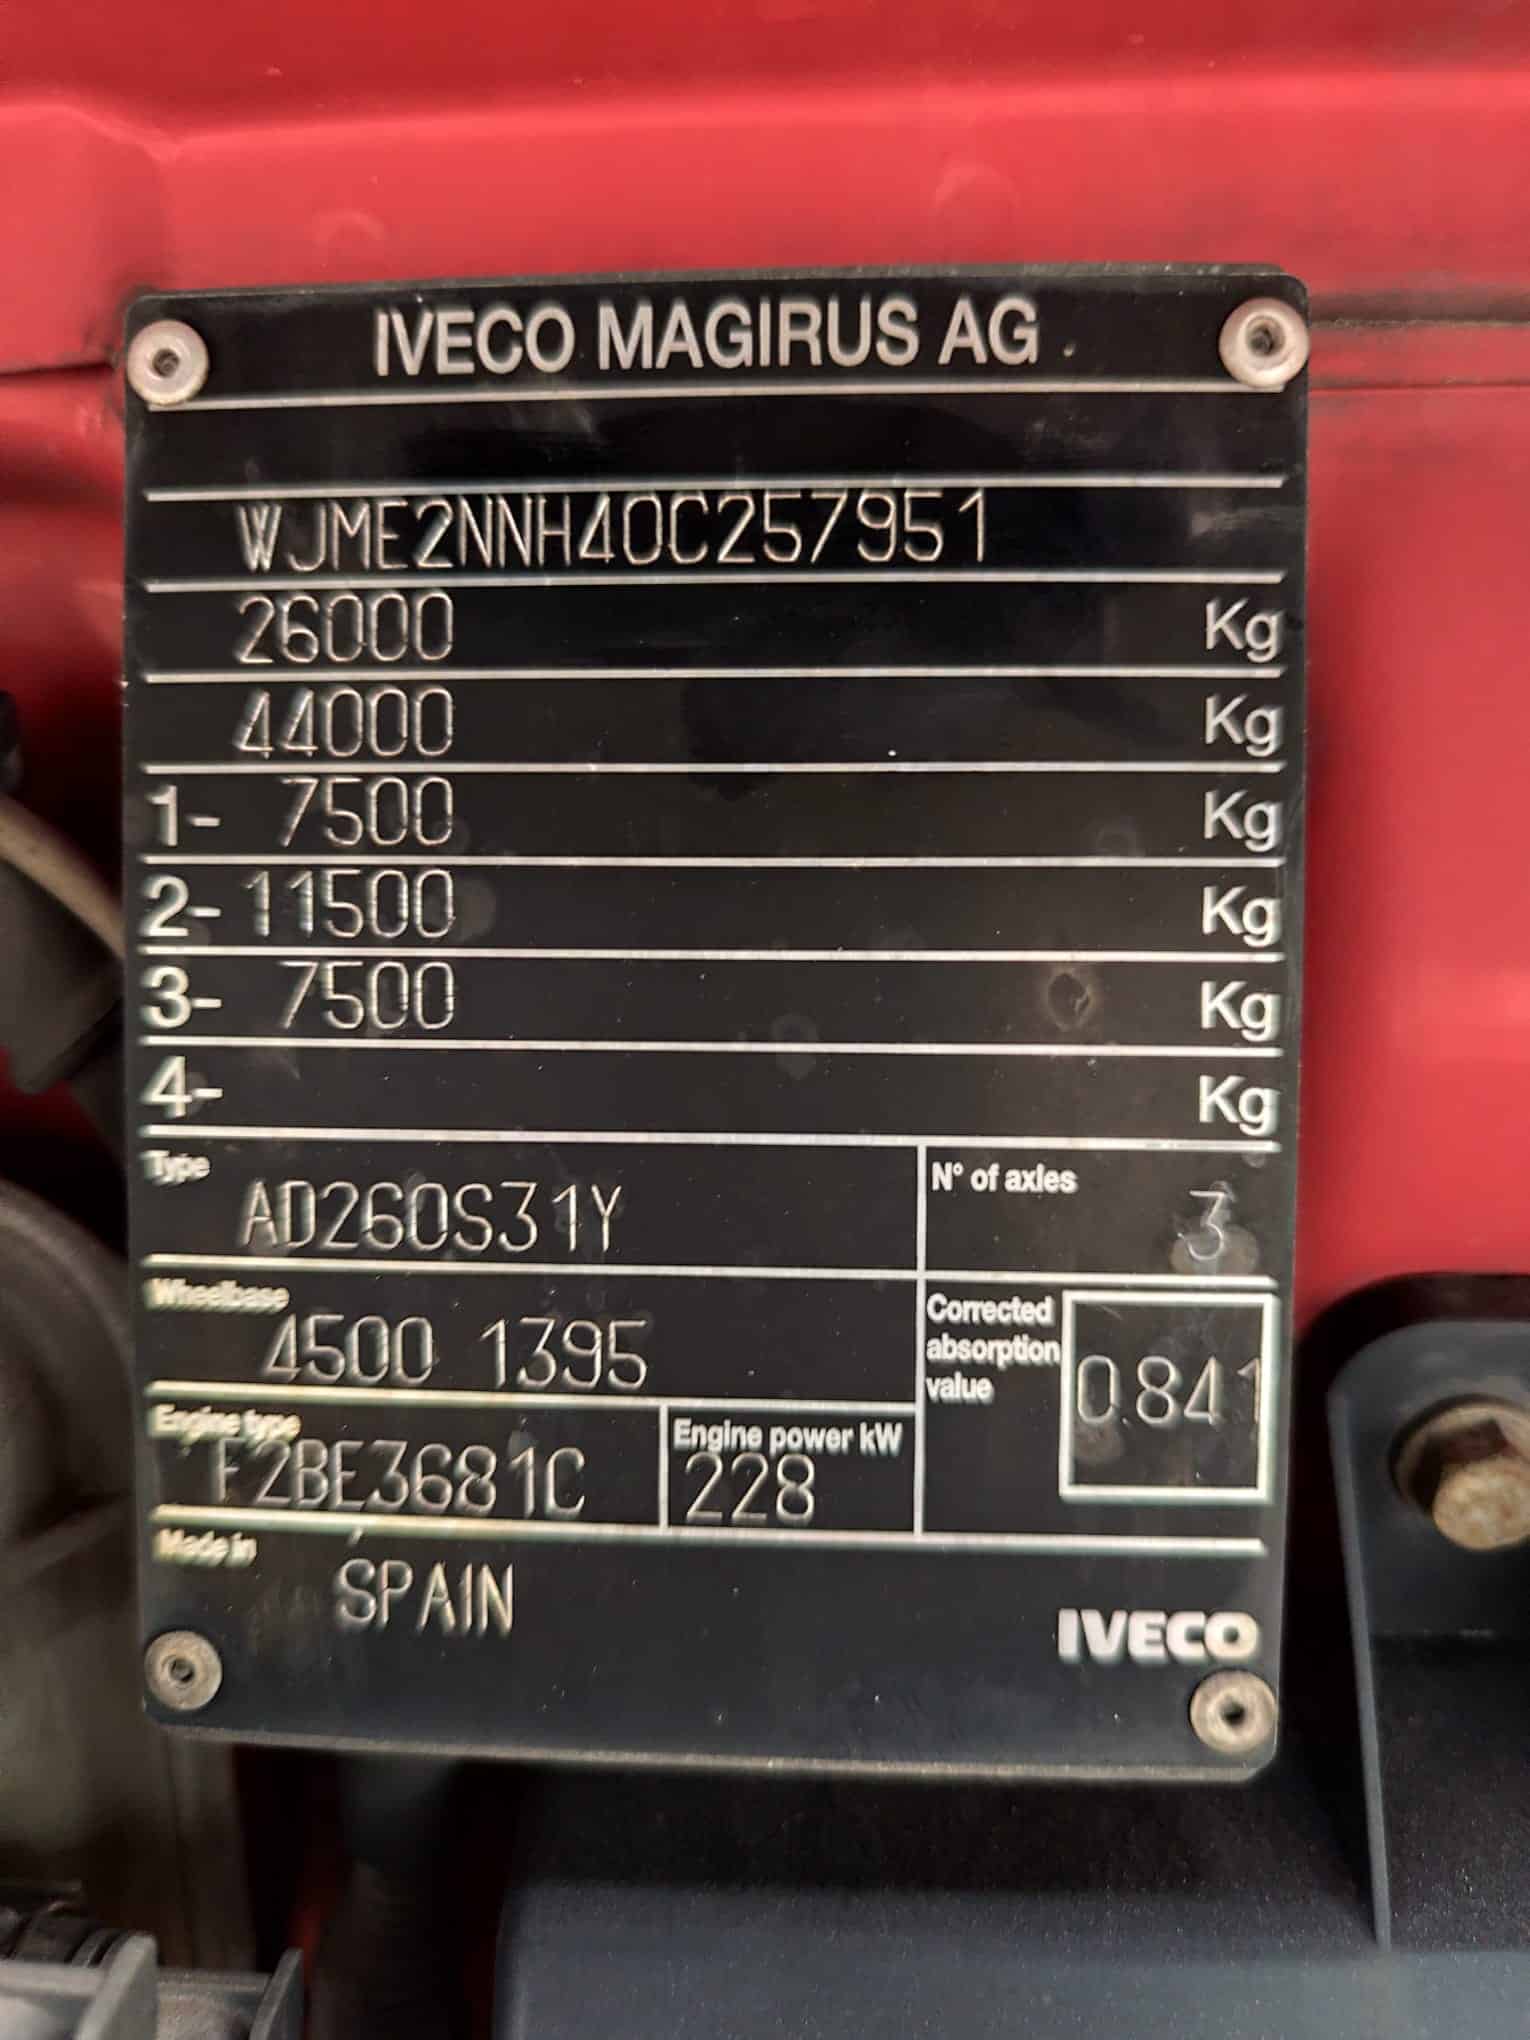 IVECO MAGIRUS AG
WJME2NNH40C257951
26000 Kg
44000 Kg
1- 7500 Kg
2- 11500 Kg
3- 7500 Kg
4- Kg
Type AD260S31Y
N° of axles 3
Wheelbase 4500 1395
Corrected absorption value 0.841
Engine type F2BE3681C
Engine power kW 228
Made in SPAIN
IVECO